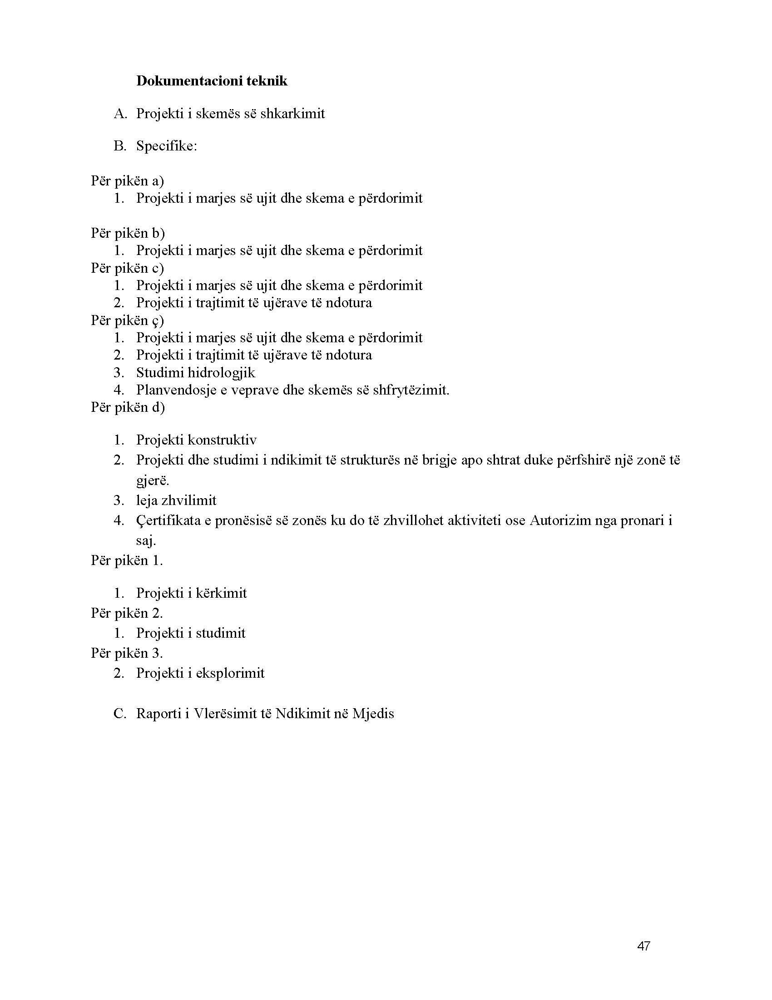 Dokumentacioni teknik
A. Projekti i skemës së shkarkimit
B. Specifike:
Për pikën a)
1. Projekti i marjes së ujit dhe skema e përdorimit
Për pikën b)
1. Projekti i marjes së ujit dhe skema e përdorimit
Për pikën c)
1. Projekti i marjes së ujit dhe skema e përdorimit
2. Projekti i trajtimit të ujërave të ndotura
Për pikën ç)
1. Projekti i marjes së ujit dhe skema e përdorimit
2. Projekti i trajtimit të ujërave të ndotura
3. Studimi hidrologjik
4. Planvendosje e veprave dhe skemës së shfrytëzimit.
Për pikën d)
1. Projekti konstruktiv
2. Projekti dhe studimi i ndikimit të strukturës në brigje apo shtrat duke përfshirë një zonë të
gjerë.
3. leja zhvilimit
4. Çertifikata e pronësisë së zonës ku do të zhvillohet aktiviteti ose Autorizim nga pronari i
saj.
Për pikën 1.
1. Projekti i kërkimit
Për pikën 2.
1. Projekti i studimit
Për pikën 3.
2. Projekti i eksplorimit
C. Raporti i Vlerësimit të Ndikimit në Mjedis
47